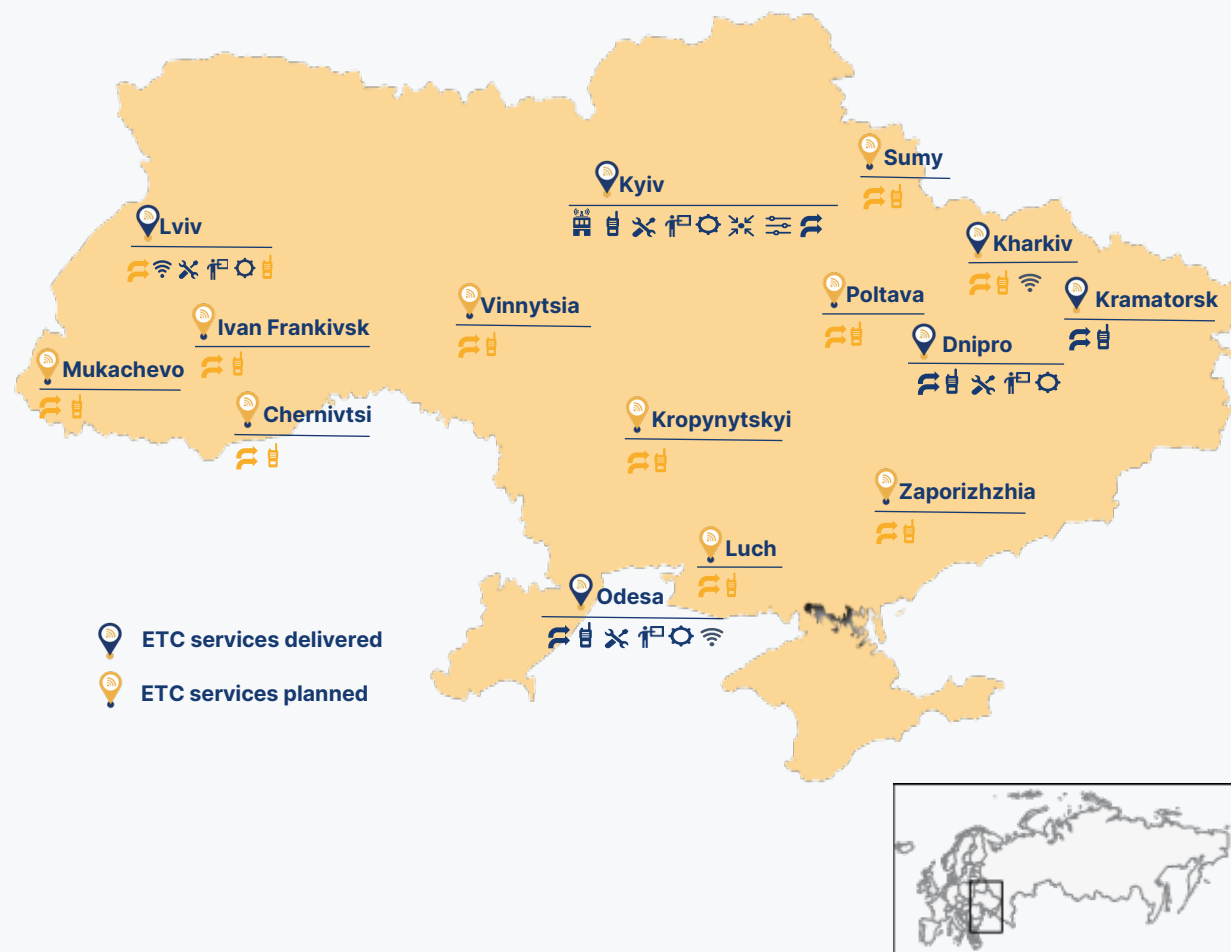 Sumy
Kyiv
Lviv
Kharkiv
Vinnytsia
Poltava
Kramatorsk
Ivan Frankivsk
Dnipro
Mukachevo
Chernivtsi
Kropynytskyi
Zaporizhzhia
Luch
Odesa
ETC services delivered
ETC services planned